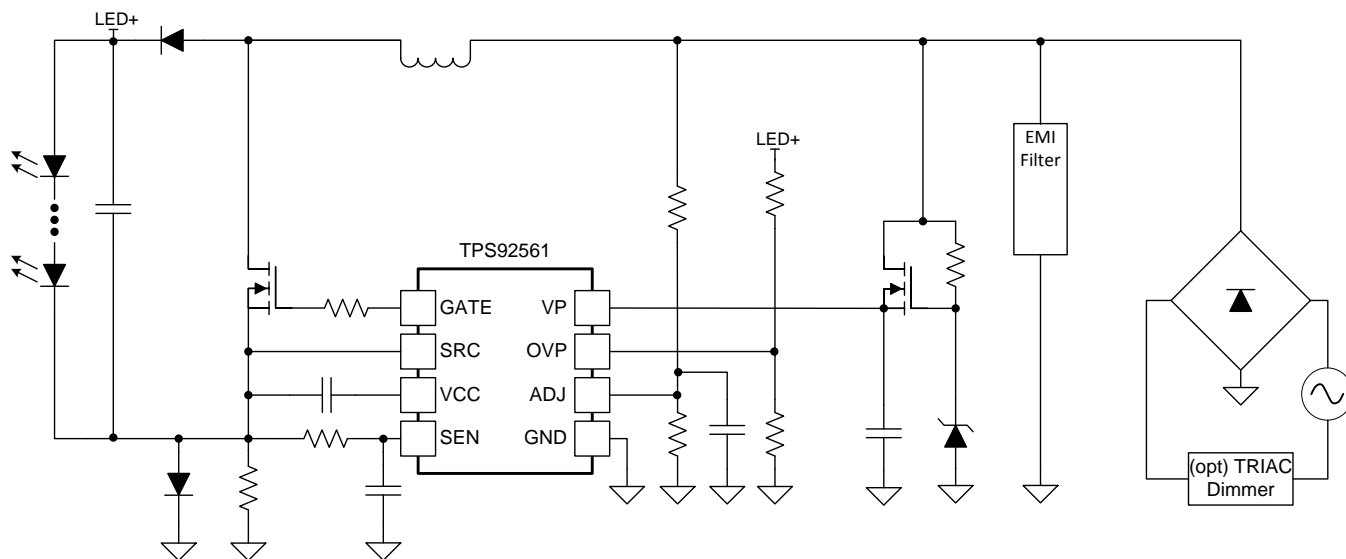 LED+
LED+
EMI
Filter
TPS92561
GATE
VP
SRC
OVP
VCC
ADJ
SEN
GND
(opt) TRIAC
Dimmer